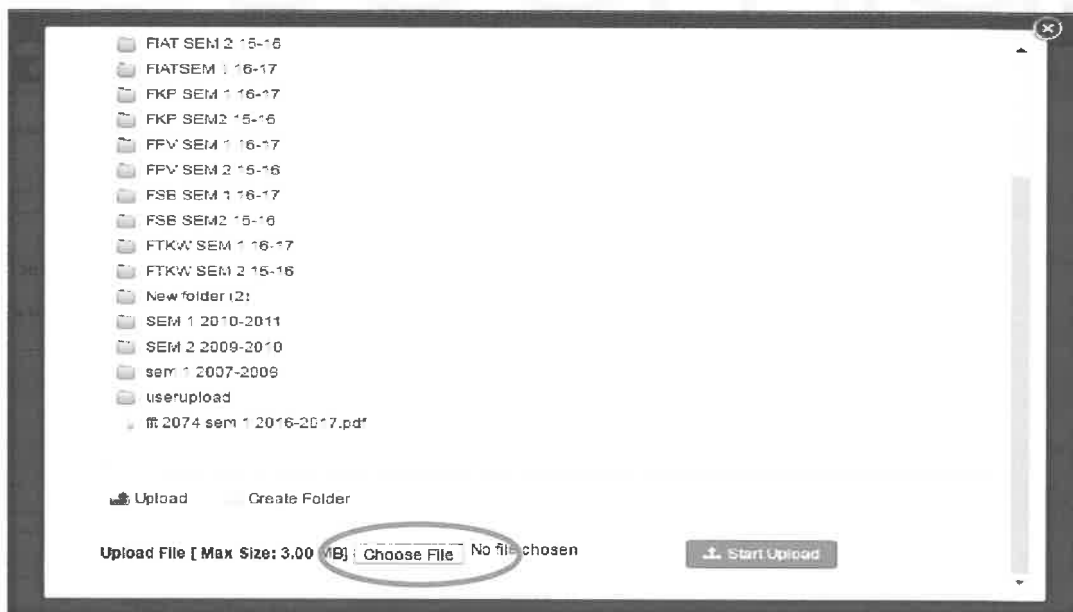 FIAT SEM 2 15-16
FIATSEM 1 16-17
FKP SEM 1 16-17
FKP SEM2 15-16
FPV SEM 1 16-17
FPV SEM 2 15-16
FSB SEM 1 16-17
FSB SEM2 15-16
FTKW SEM 1 16-17
FTKW SEM 2 15-16
New folder (2)
SEM 1 2010-2011
SEM 2 2009-2010
sem 1 2007-2008
userupload
fft 2074 sem 1 2016-2017.pdf
Upload Create Folder
Upload File [ Max Size: 3.00 MB] : Choose File No file chosen Start Upload